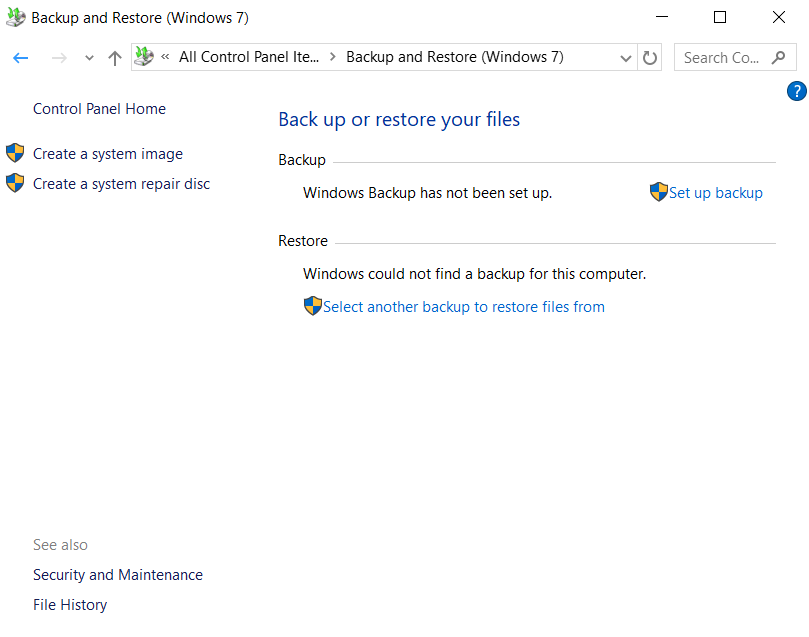 Backup and Restore (Windows 7)
« All Control Panel Ite... > Backup and Restore (Windows 7)
Search Co...
?
Control Panel Home
Create a system image
Create a system repair disc
Back up or restore your files
Backup
Windows Backup has not been set up.
Set up backup
Restore
Windows could not find a backup for this computer.
Select another backup to restore files from
See also
Security and Maintenance
File History